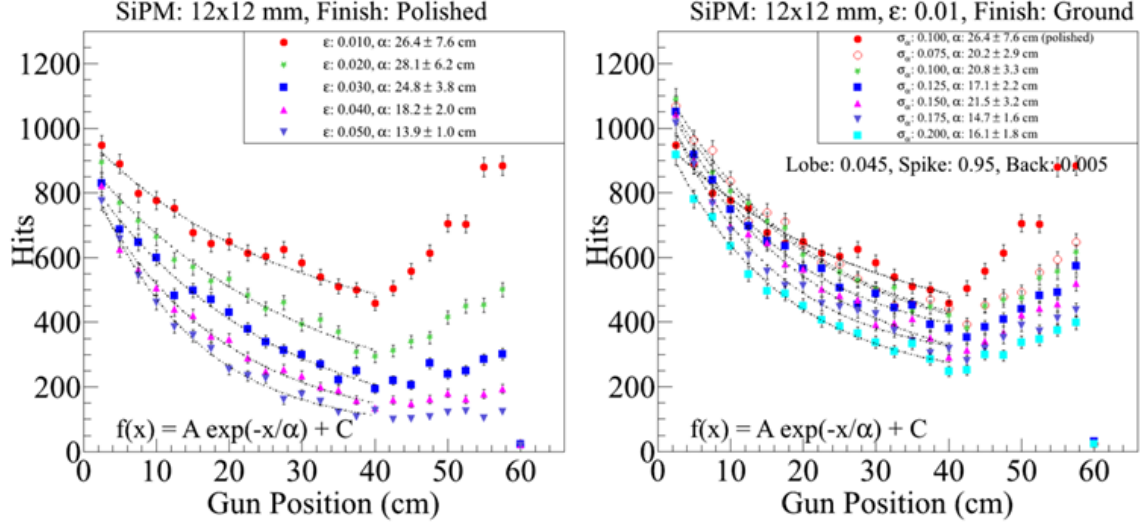 SiPM: 12x12 mm, Finish: Polished
ε: 0.010, α: 26.4 ± 7.6 cm
ε: 0.020, α: 28.1 ± 6.2 cm
ε: 0.030, α: 24.8 ± 3.8 cm
ε: 0.040, α: 18.2 ± 2.0 cm
ε: 0.050, α: 13.9 ± 1.0 cm
1200
1000
800
600
400
200
0
Hits
f(x) = A exp(-x/α) + C
0 10 20 30 40 50 60
Gun Position (cm)
SiPM: 12x12 mm, ε: 0.01, Finish: Ground
σα: 0.100, α: 26.4 ± 7.6 cm (polished)
σα: 0.075, α: 20.2 ± 2.9 cm
σα: 0.100, α: 20.8 ± 3.3 cm
σα: 0.125, α: 17.1 ± 2.2 cm
σα: 0.150, α: 21.5 ± 3.2 cm
σα: 0.175, α: 14.7 ± 1.6 cm
σα: 0.200, α: 16.1 ± 1.8 cm
Lobe: 0.045, Spike: 0.95, Back: 0.005
1200
1000
800
600
400
200
0
Hits
f(x) = A exp(-x/α) + C
0 10 20 30 40 50 60
Gun Position (cm)